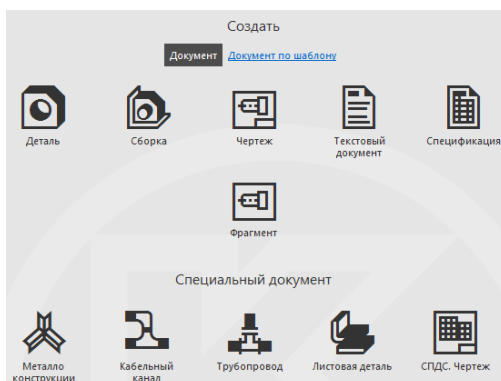 Создать
Документ Документ по шаблону
Деталь Сборка Чертеж Текстовый документ Спецификация
Фрагмент
Специальный документ
Металло конструкции Кабельный канал Трубопровод Листовая деталь СПДС. Чертеж